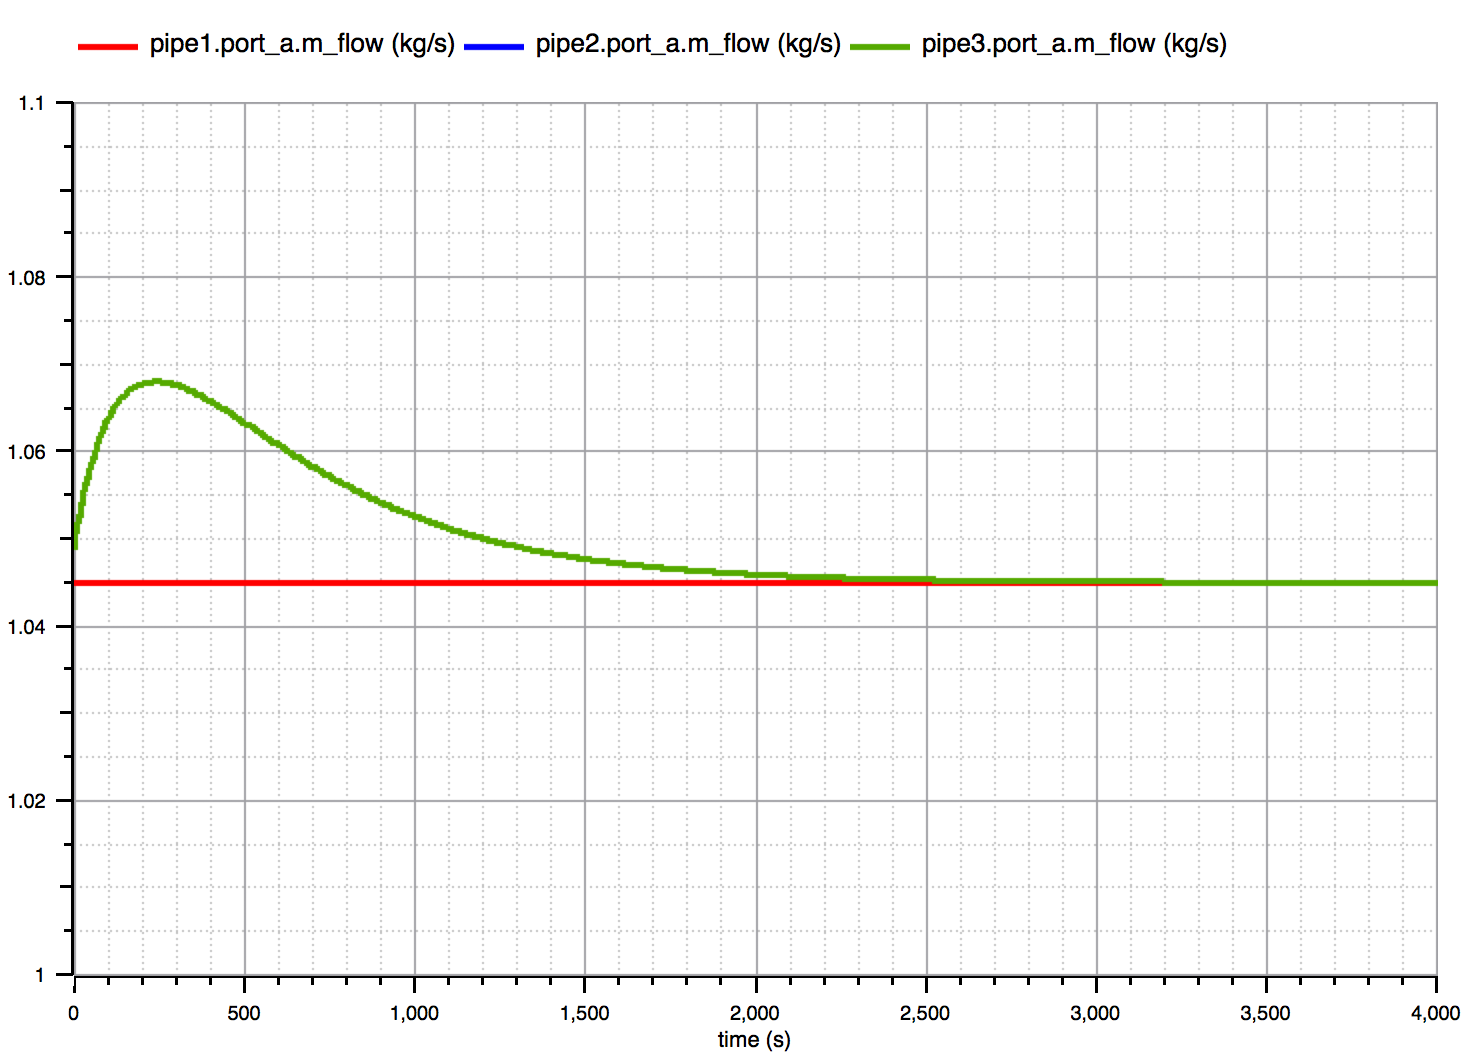 pipe1.port_a.m_flow (kg/s) pipe2.port_a.m_flow (kg/s) pipe3.port_a.m_flow (kg/s)
1.1
1.08
1.06
1.04
1.02
1
0 500 1,000 1,500 2,000 2,500 3,000 3,500 4,000
time (s)